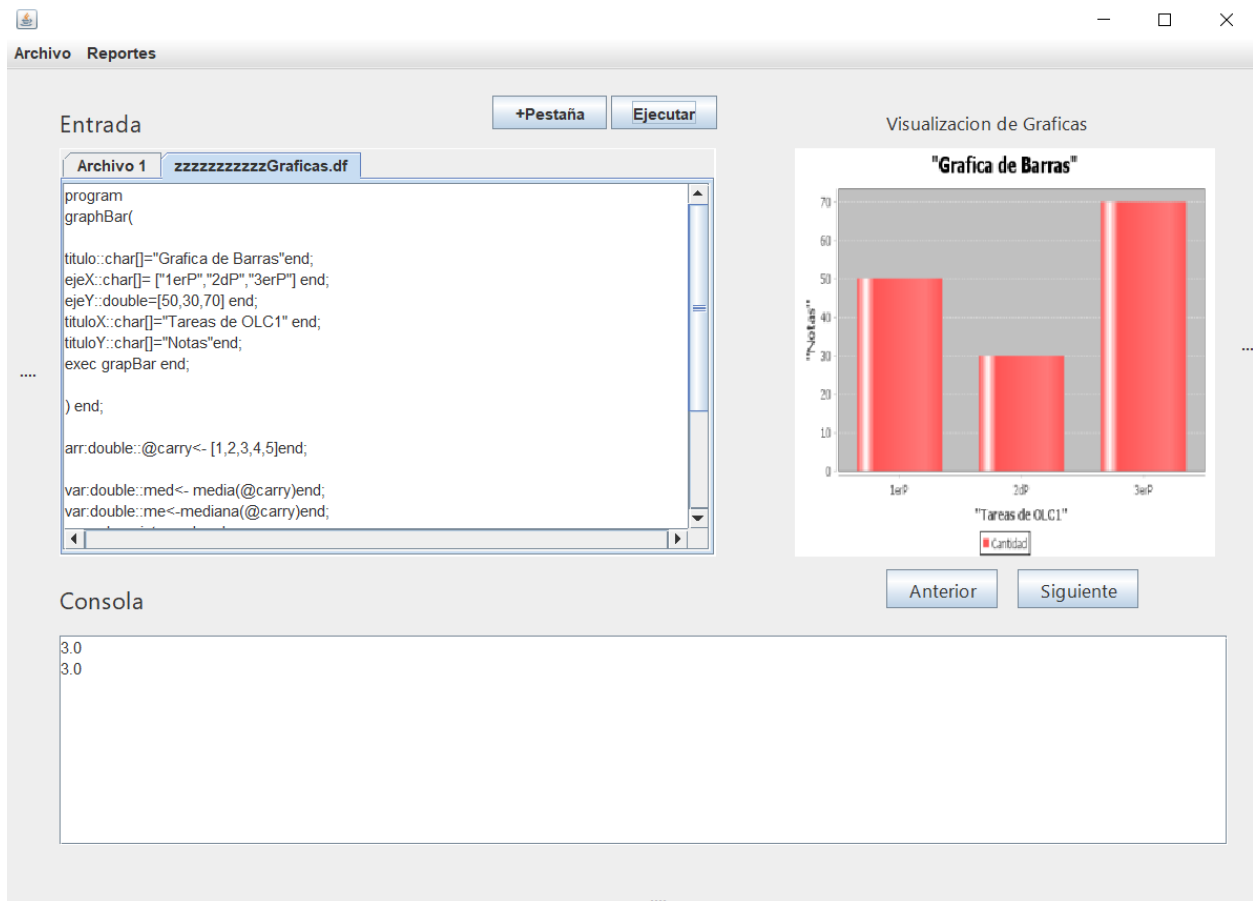 Archivo Reportes
Entrada
+Pestaña Ejecutar
Archivo 1 zzzzzzzzzzzGraficas.df
program
graphBar(
titulo::char[]="Grafica de Barras"end;
ejeX::char[]= ["1erP","2dP","3erP"] end;
ejeY::double=[50,30,70] end;
tituloX::char[]="Tareas de OLC1" end;
tituloY::char[]="Notas"end;
exec grapBar end;
) end;
arr:double::@carry<- [1,2,3,4,5]end;
var:double::med<- media(@carry)end;
var:double::me<-mediana(@carry)end;
Visualizacion de Graficas
"Grafica de Barras"
70
60
50
40
30
20
10
0
"Notas"
1erP 2dP 3erP
"Tareas de OLC1"
Cantidad
Anterior Siguiente
Consola
3.0
3.0